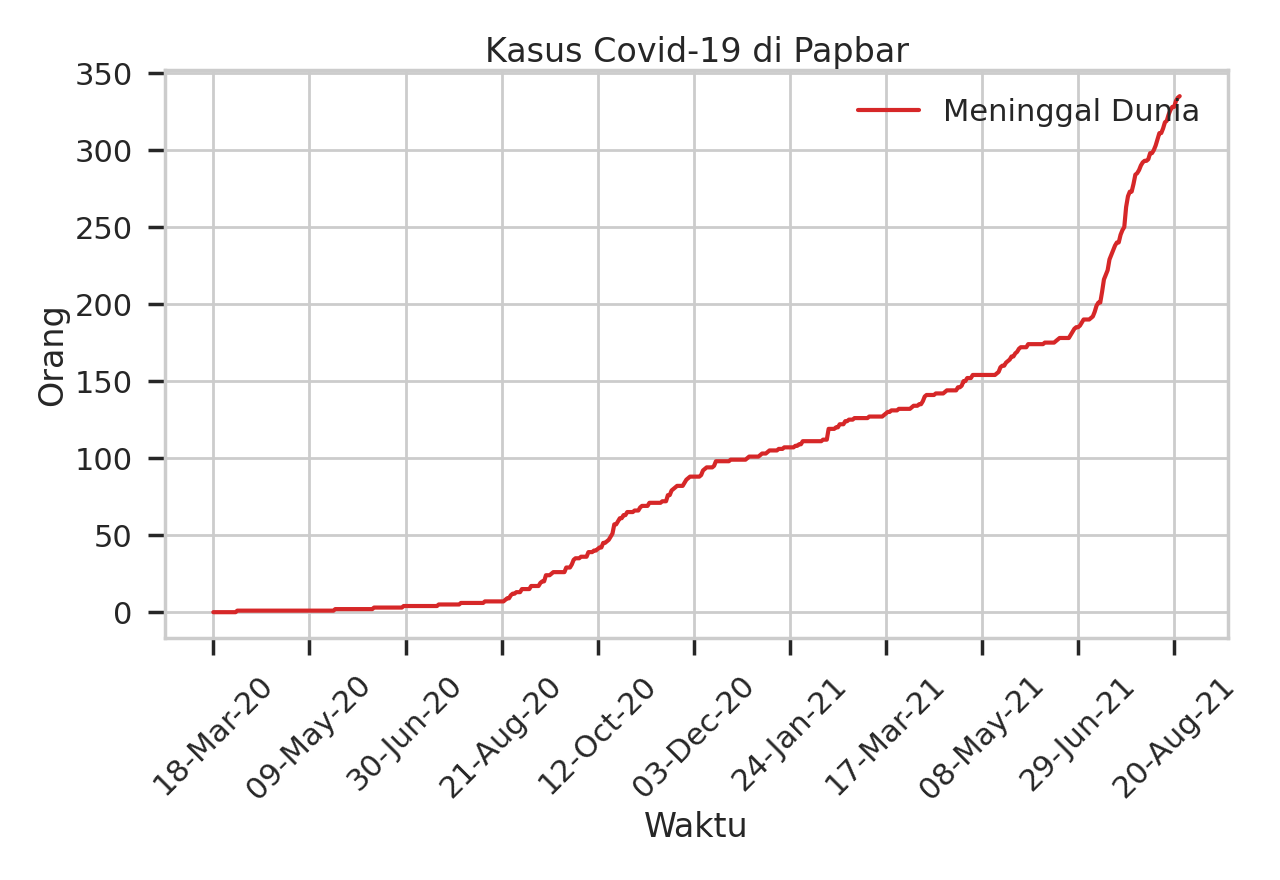 Kasus Covid-19 di Papbar
Meninggal Dunia
Orang
350
300
250
200
150
100
50
0
18-Mar-20
09-May-20
30-Jun-20
21-Aug-20
12-Oct-20
03-Dec-20
24-Jan-21
17-Mar-21
08-May-21
29-Jun-21
20-Aug-21
Waktu